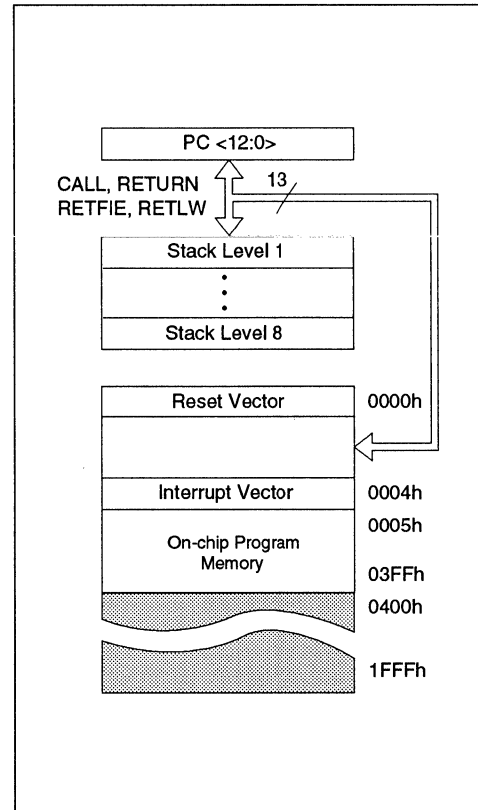 PC <12:0>
CALL, RETURN
RETFIE, RETLW
13
Stack Level 1
Stack Level 8
Reset Vector
0000h
Interrupt Vector
0004h
0005h
On-chip Program
Memory
03FFh
0400h
1FFFh